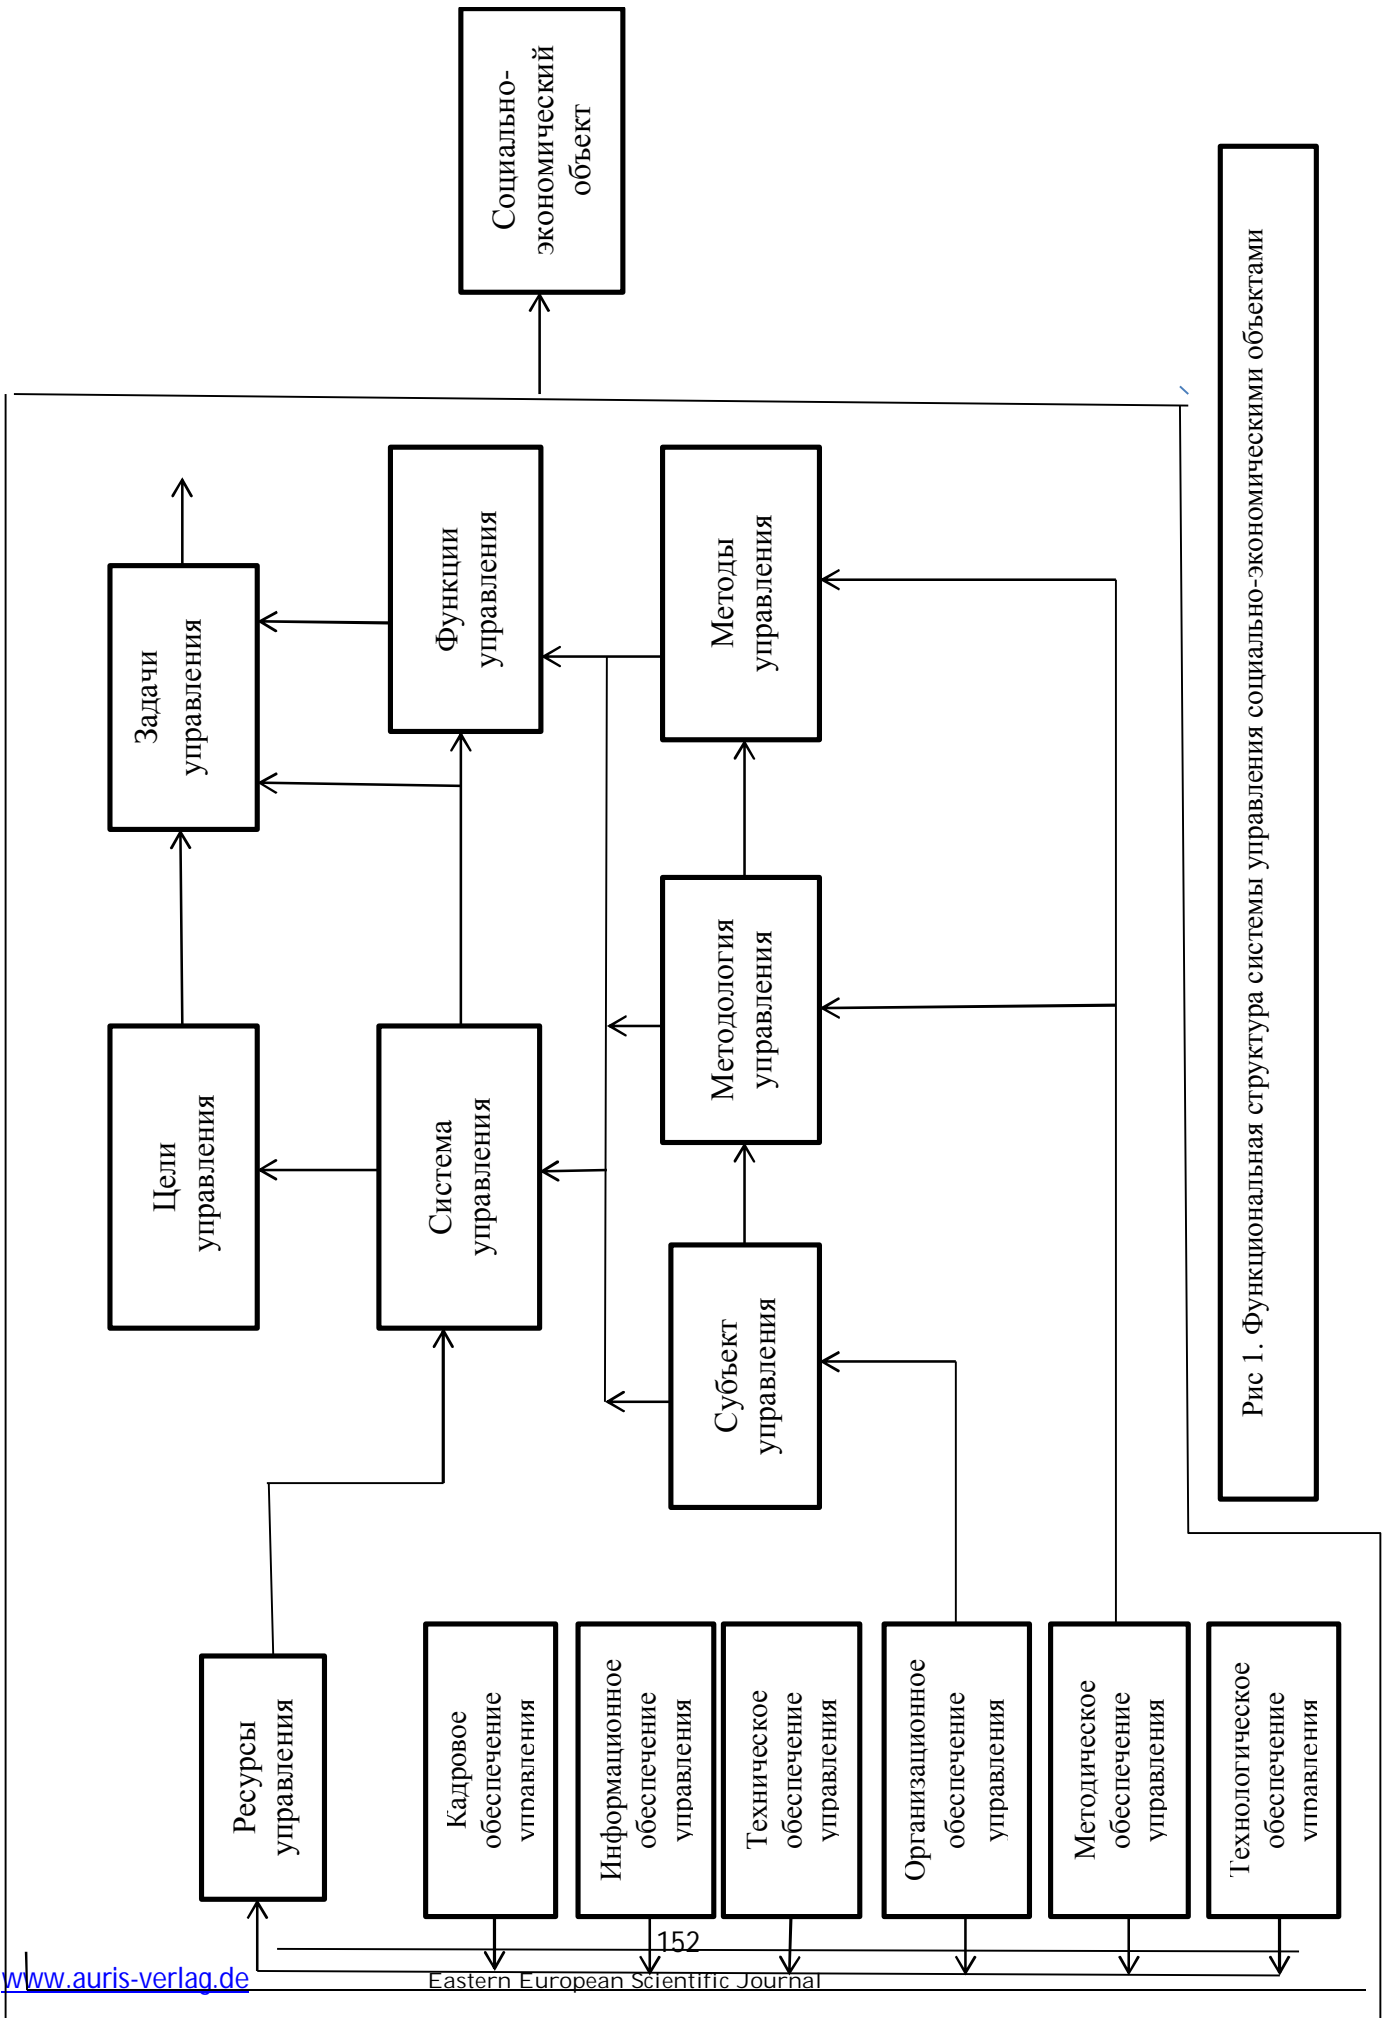 Социально-
экономический
объект
Задачи
управления
Функции
управления
Методы
управления
Цели
управления
Система
управления
Методология
управления
Субъект
управления
Ресурсы
управления
Кадровое
обеспечение
управления
Информационное
обеспечение
управления
Техническое
обеспечение
управления
Организационное
обеспечение
управления
Методическое
обеспечение
управления
Технологическое
обеспечение
управления
Рис 1. Функциональная структура системы управления социально-экономическими объектами
152
www.auris-verlag.de
Eastern European Scientific Journal